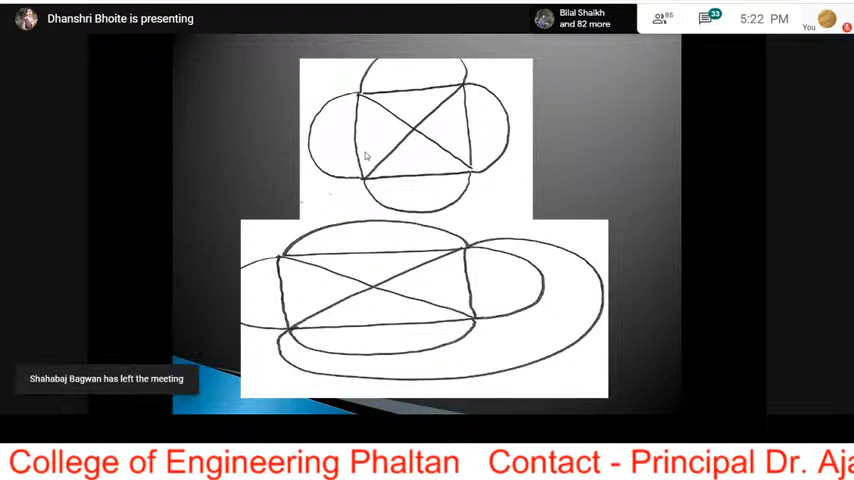 Dhanshri Bhoite is presenting
Bilal Shaikh
and 82 more
85
33
5:22 PM
You
Shahabaj Bagwan has left the meeting
College of Engineering Phaltan Contact - Principal Dr. Aja